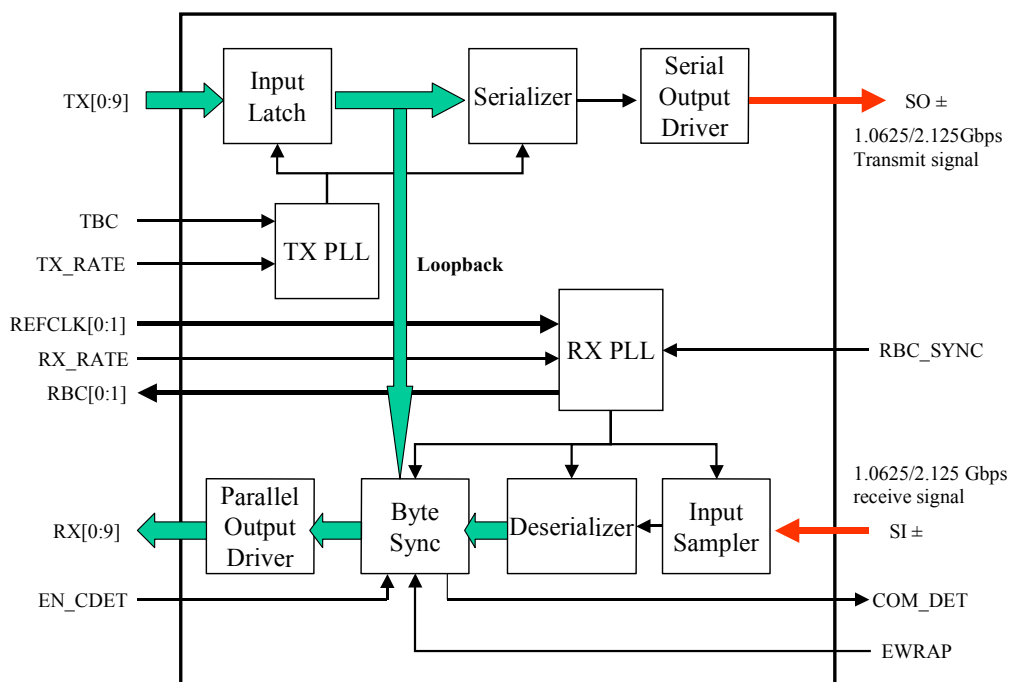 TX[0:9]
Input
Latch
Serializer
Serial
Output
Driver
SO ±
1.0625/2.125Gbps
Transmit signal
TBC
TX_RATE
TX PLL
Loopback
REFCLK[0:1]
RX_RATE
RBC[0:1]
RX PLL
RBC_SYNC
1.0625/2.125 Gbps
receive signal
RX[0:9]
Parallel
Output
Driver
Byte
Sync
Deserializer
Input
Sampler
SI ±
EN_CDET
COM_DET
EWRAP